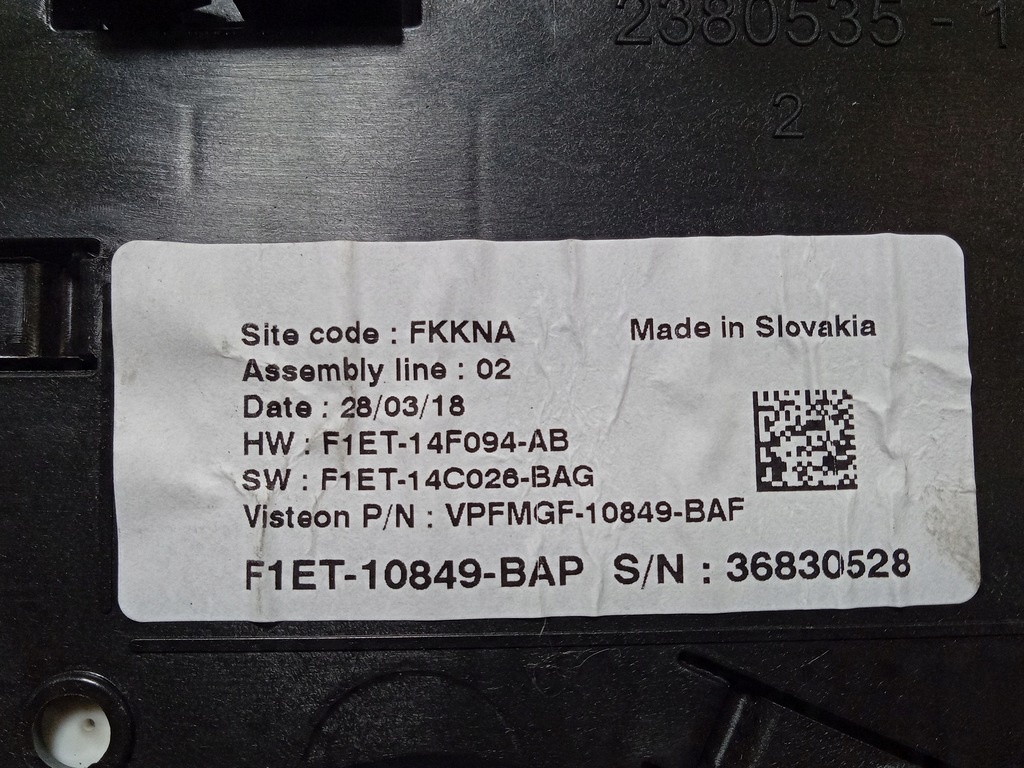 2380535-1
2
Site code : FKKNA
Made in Slovakia
Assembly line : 02
Date : 28/03/18
HW : F1ET-14F094-AB
SW : F1ET-14C026-BAG
Visteon P/N : VPFMGF-10849-BAF
F1ET-10849-BAP S/N : 36830528